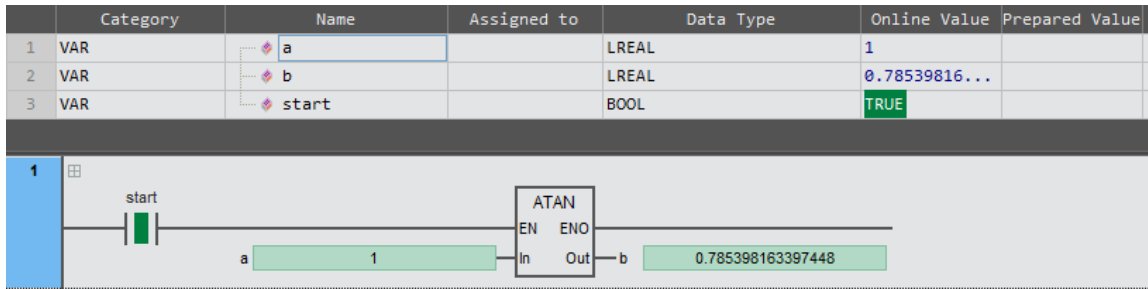 Category Name Assigned to Data Type Online Value Prepared Value
1 VAR a LREAL 1
2 VAR b LREAL 0.78539816...
3 VAR start BOOL TRUE
1
start
ATAN
EN ENO
a 1 In Out b 0.785398163397448